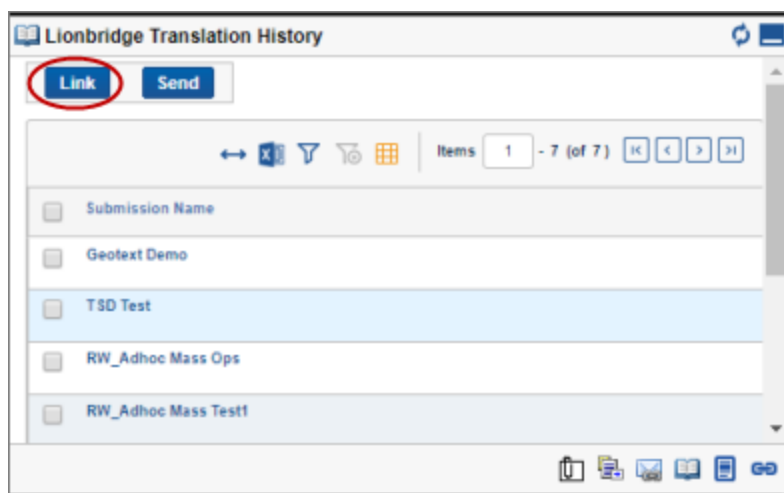 Lionbridge Translation History
Link Send
Items 1 - 7 (of 7)
Submission Name
Geotext Demo
TSD Test
RW_Adhoc Mass Ops
RW_Adhoc Mass Test1